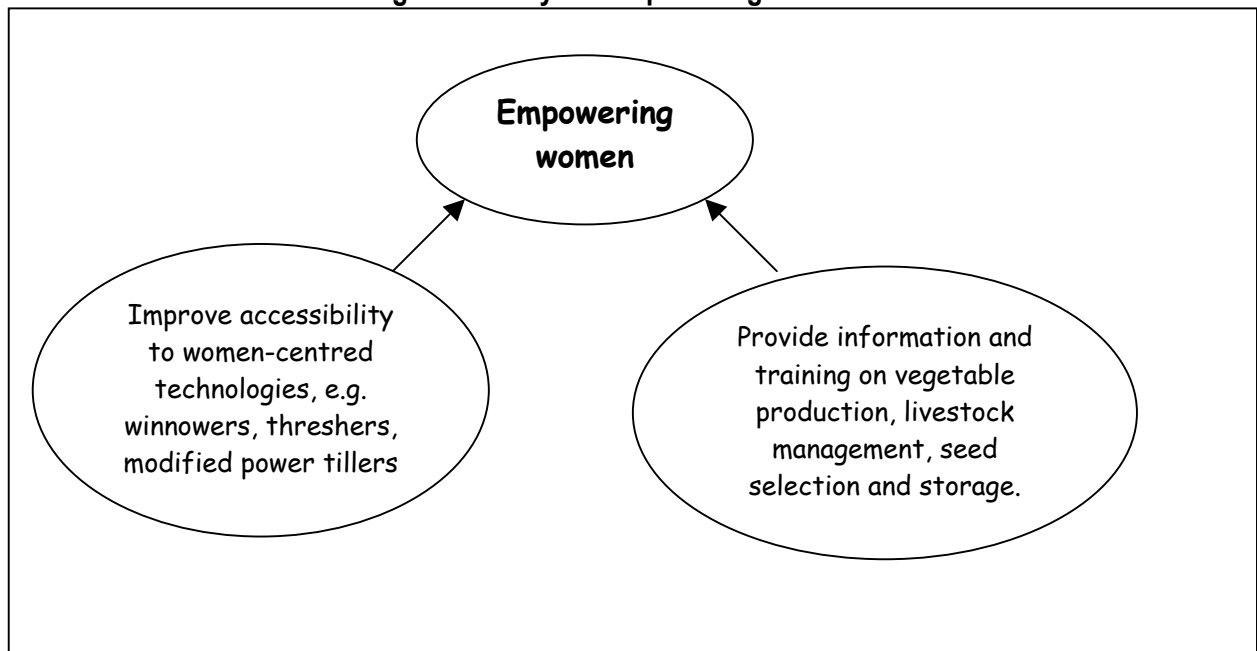 Empowering
women
Improve accessibility
to women-centred
technologies, e.g.
winnowers, threshers,
modified power tillers
Provide information and
training on vegetable
production, livestock
management, seed
selection and storage.